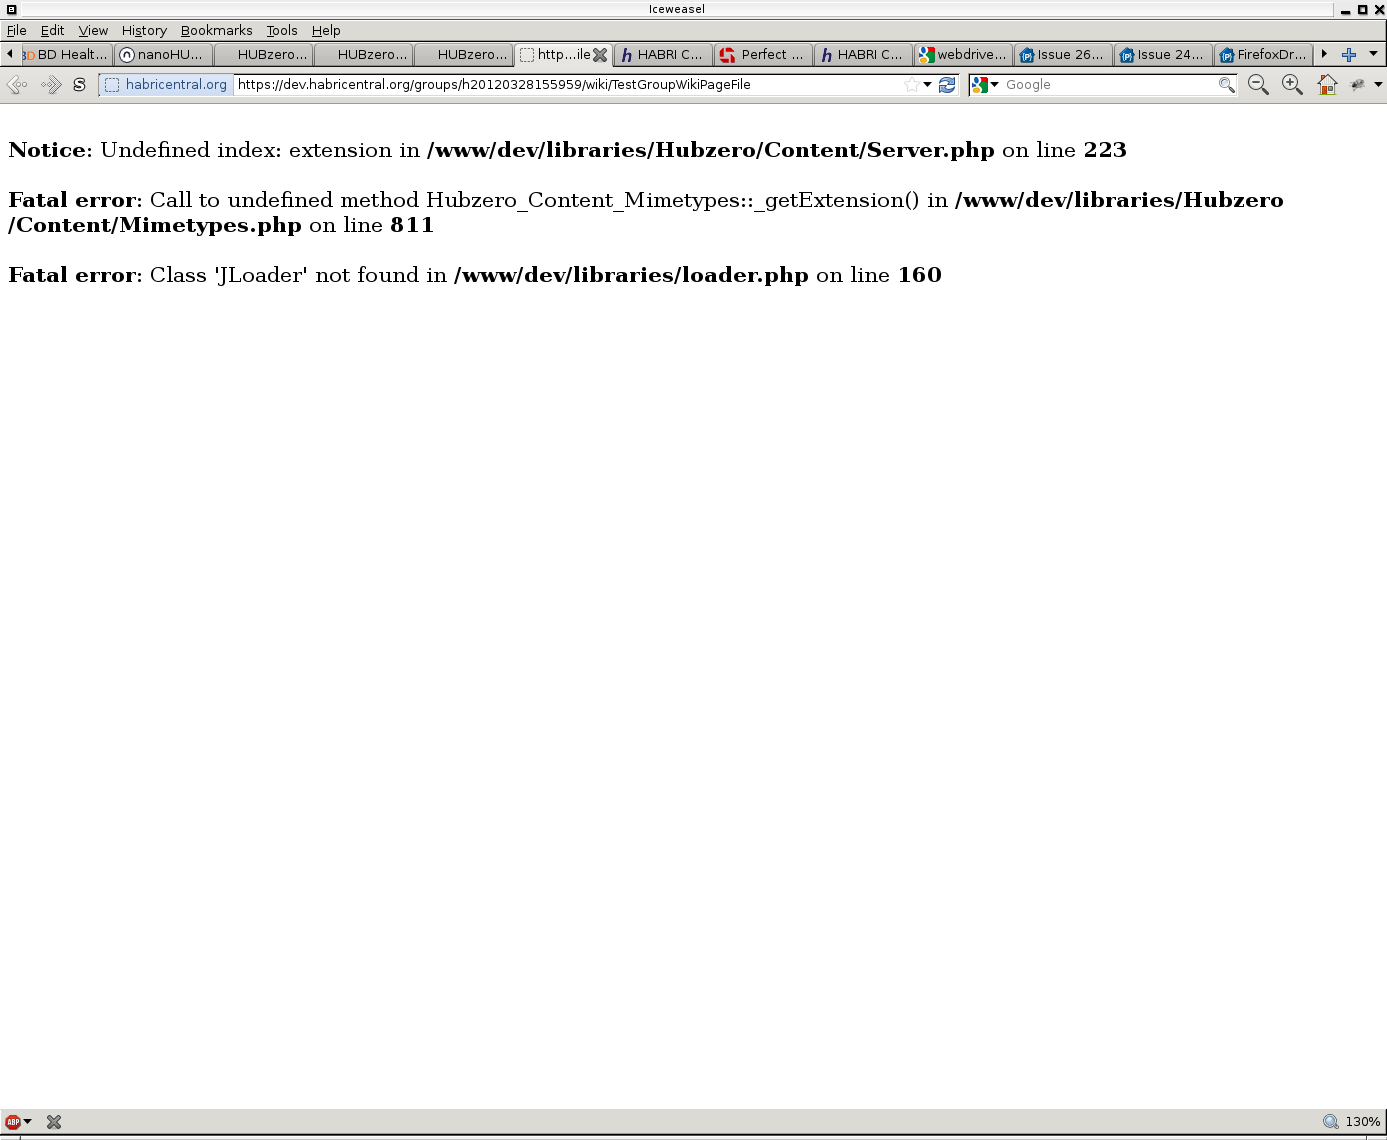 Iceweasel
File Edit View History Bookmarks Tools Help
BD Healt... nanoHU... HUBzero... HUBzero... HUBzero... http...ile HABRI C... Perfect ... HABRI C... webdrive... Issue 26... Issue 24... FirefoxDr...
S habricentral.org https://dev.habricentral.org/groups/h20120328155959/wiki/TestGroupWikiPageFile Google
Notice: Undefined index: extension in /www/dev/libraries/Hubzero/Content/Server.php on line 223
Fatal error: Call to undefined method Hubzero_Content_Mimetypes::_getExtension() in /www/dev/libraries/Hubzero
/Content/Mimetypes.php on line 811
Fatal error: Class 'JLoader' not found in /www/dev/libraries/loader.php on line 160
ABP 130%